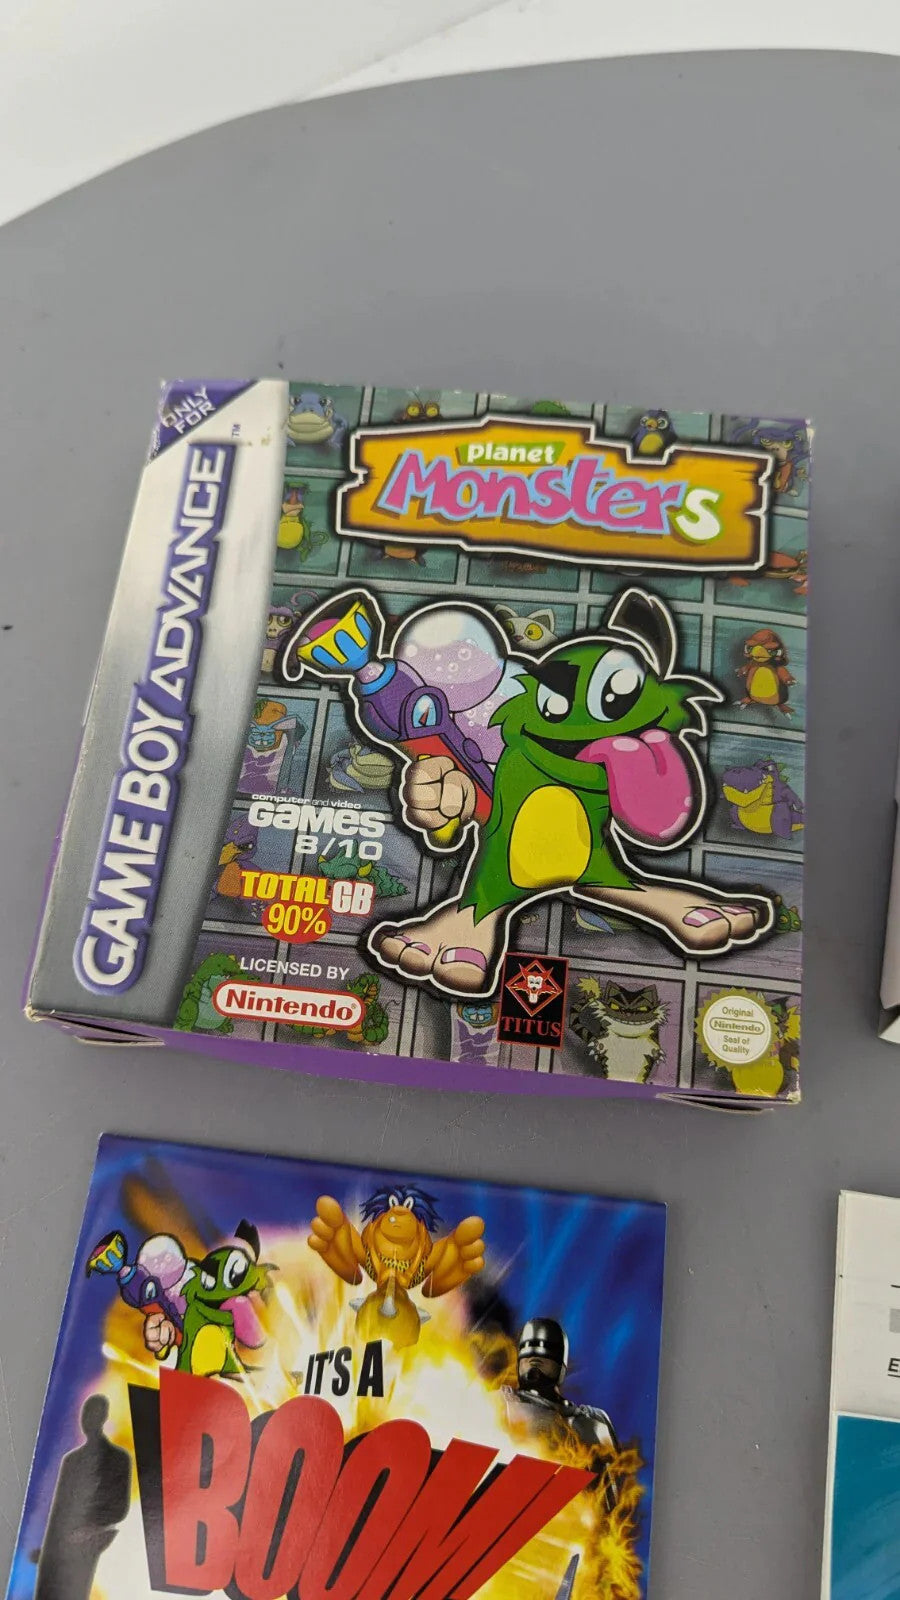 ONLY
FOR
GAME BOY ADVANCE™
planet
Monsters
computer and video
Games
8/10
TOTAL GB
90%
LICENSED BY
Nintendo®
TITUS
Original
Nintendo
Seal of
Quality
IT'S A
BOOM!
E